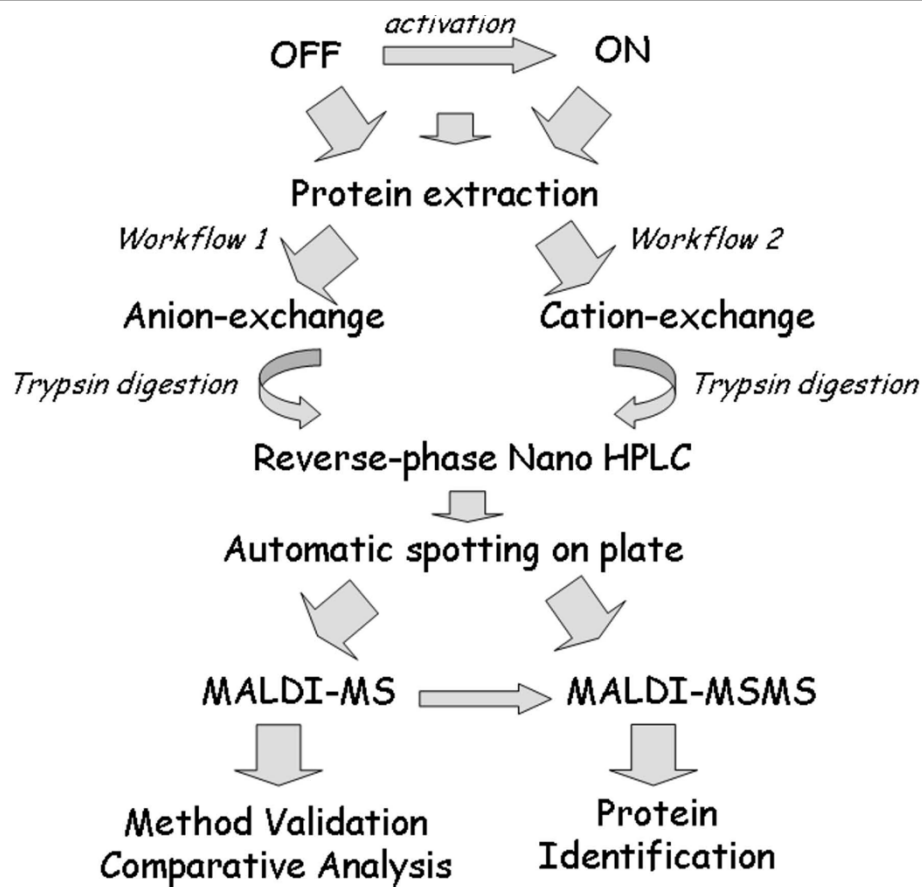 activation
OFF
ON
Protein extraction
Workflow 1
Workflow 2
Anion-exchange
Cation-exchange
Trypsin digestion
Trypsin digestion
Reverse-phase Nano HPLC
Automatic spotting on plate
MALDI-MS
MALDI-MSMS
Method Validation
Comparative Analysis
Protein
Identification